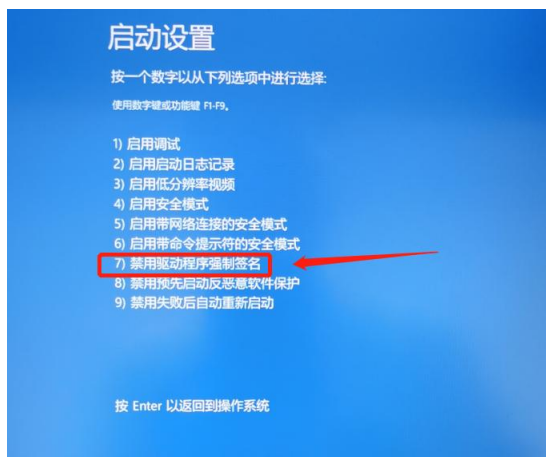 启动设置
按一个数字以从下列选项中进行选择:
使用数字键或功能键 F1-F9。
1) 启用调试
2) 启用启动日志记录
3) 启用低分辨率视频
4) 启用安全模式
5) 启用带网络连接的安全模式
6) 启用带命令提示符的安全模式
7) 禁用驱动程序强制签名
8) 禁用预先启动反恶意软件保护
9) 禁用失败后自动重新启动
按 Enter 以返回到操作系统